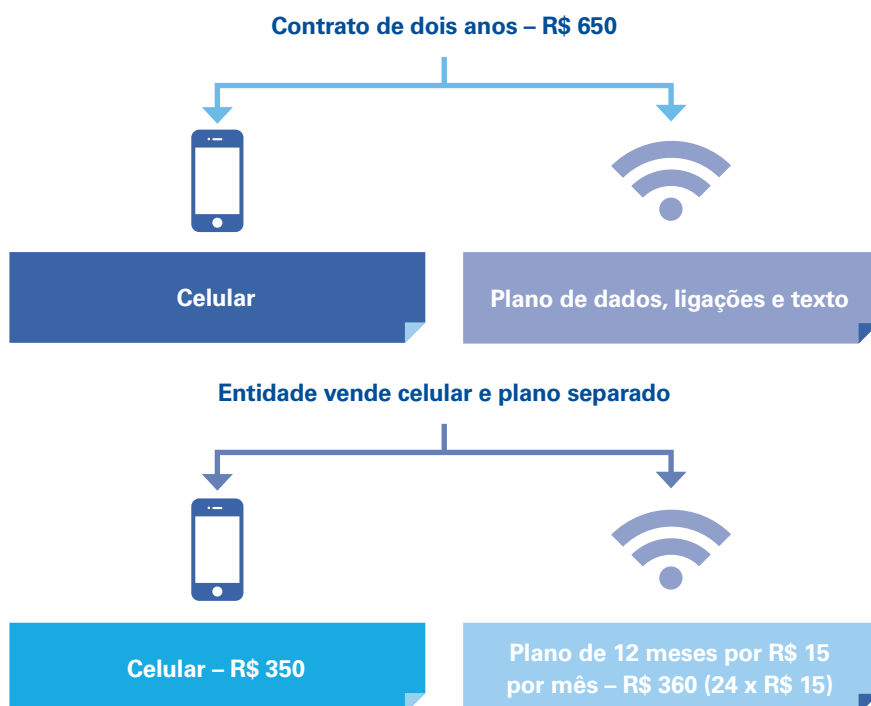 Contrato de dois anos – R$ 650
Celular
Plano de dados, ligações e texto
Entidade vende celular e plano separado
Celular – R$ 350
Plano de 12 meses por R$ 15
por mês – R$ 360 (24 x R$ 15)